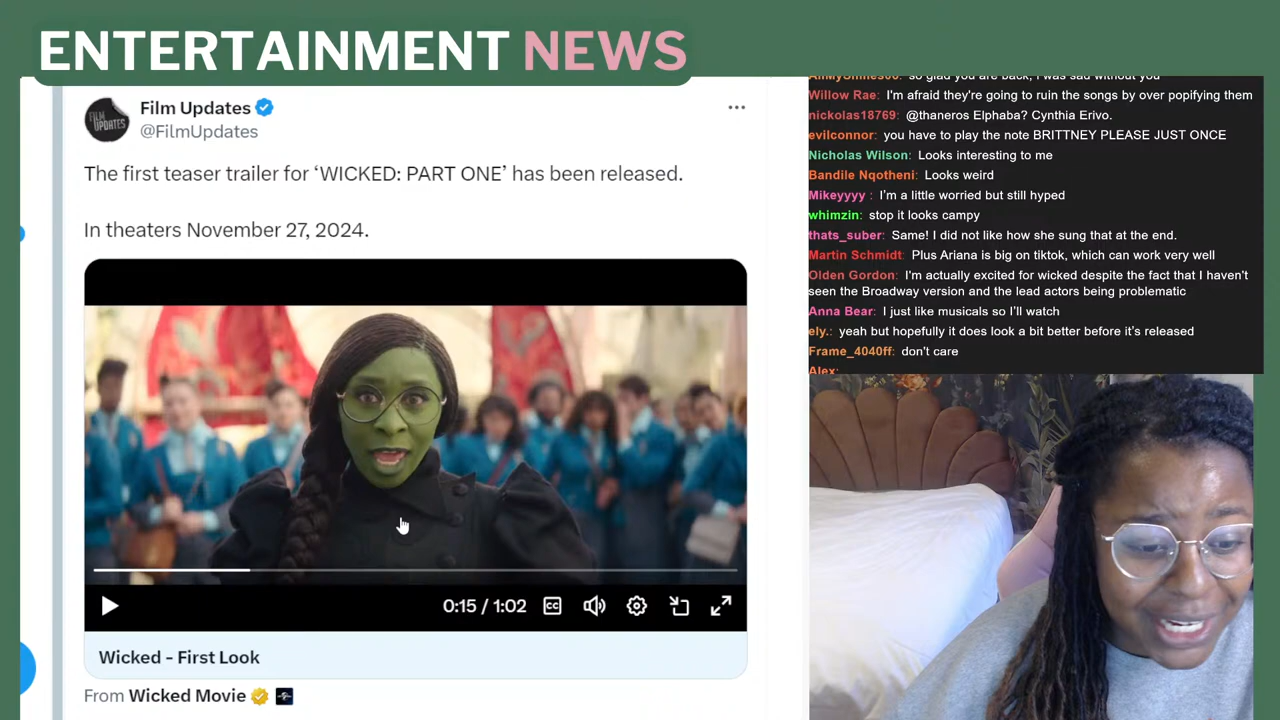 ENTERTAINMENT NEWS
FILM UPDATES
Film Updates
@FilmUpdates
The first teaser trailer for ‘WICKED: PART ONE’ has been released.
In theaters November 27, 2024.
0:15 / 1:02
CC
Wicked - First Look
From Wicked Movie
so glad you are back, I was sad without you
Willow Rae: I'm afraid they're going to ruin the songs by over popifying them
nickolas18769: @thaneros Elphaba? Cynthia Erivo.
evilconnor: you have to play the note BRITTNEY PLEASE JUST ONCE
Nicholas Wilson: Looks interesting to me
Bandile Nqotheni: Looks weird
Mikeyyyy : I’m a little worried but still hyped
whimzin: stop it looks campy
thats_suber: Same! I did not like how she sung that at the end.
Martin Schmidt: Plus Ariana is big on tiktok, which can work very well
Olden Gordon: I'm actually excited for wicked despite the fact that I haven't
seen the Broadway version and the lead actors being problematic
Anna Bear: I just like musicals so I’ll watch
ely.: yeah but hopefully it does look a bit better before it’s released
Frame_4040ff: don't care
Alex: